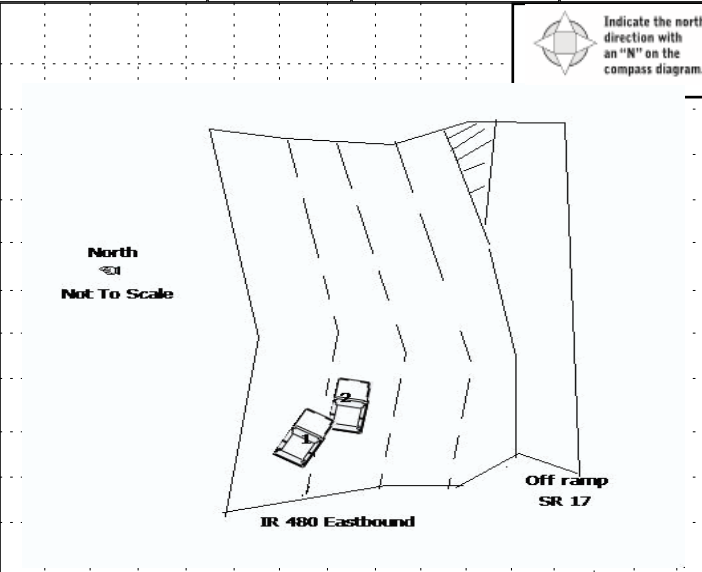 Indicate the north
direction with
an “N” on the
compass diagram.
North
Not To Scale
2
1
Off ramp
SR 17
IR 480 Eastbound